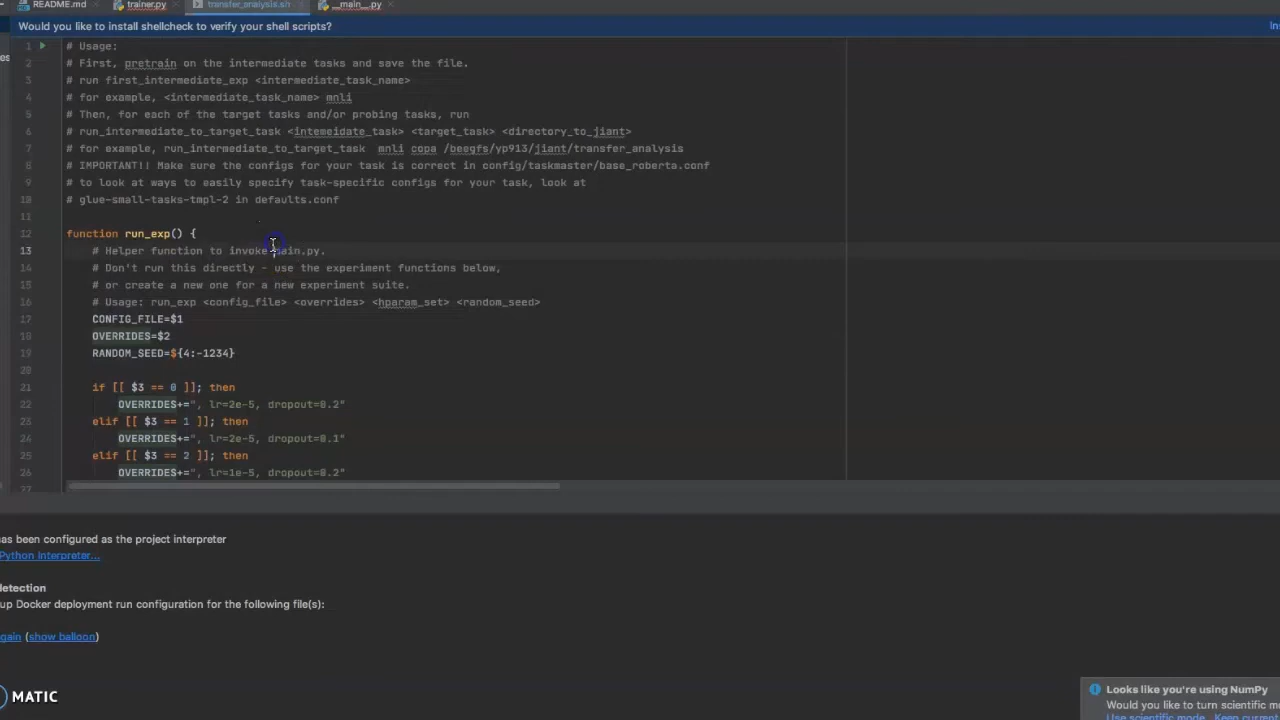 README.md trainer.py transfer_analysis.sh __main__.py
Would you like to install shellcheck to verify your shell scripts?
1 # Usage:
2 # First, pretrain on the intermediate tasks and save the file.
3 # run first_intermediate_exp <intermediate_task_name>
4 # for example, <intermediate_task_name> mnli
5 # Then, for each of the target tasks and/or probing tasks, run
6 # run_intermediate_to_target_task <intemeidate_task> <target_task> <directory_to_jiant>
7 # for example, run_intermediate_to_target_task mnli copa /beegfs/yp913/jiant/transfer_analysis
8 # IMPORTANT!! Make sure the configs for your task is correct in config/taskmaster/base_roberta.conf
9 # to look at ways to easily specify task-specific configs for your task, look at
10 # glue-small-tasks-tmpl-2 in defaults.conf
11
12 function run_exp() {
13 # Helper function to invoke main.py.
14 # Don't run this directly - use the experiment functions below,
15 # or create a new one for a new experiment suite.
16 # Usage: run_exp <config_file> <overrides> <hparam_set> <random_seed>
17 CONFIG_FILE=$1
18 OVERRIDES=$2
19 RANDOM_SEED=${4:-1234}
20
21 if [[ $3 == 0 ]]; then
22 OVERRIDES+=", lr=2e-5, dropout=0.2"
23 elif [[ $3 == 1 ]]; then
24 OVERRIDES+=", lr=2e-5, dropout=0.1"
25 elif [[ $3 == 2 ]]; then
26 OVERRIDES+=", lr=1e-5, dropout=0.2"
27
has been configured as the project interpreter
Python Interpreter...
detection
up Docker deployment run configuration for the following file(s):
gain (show balloon)
MATIC
Looks like you're using NumPy
Would you like to turn scientific m
Use scientific mode Keep current